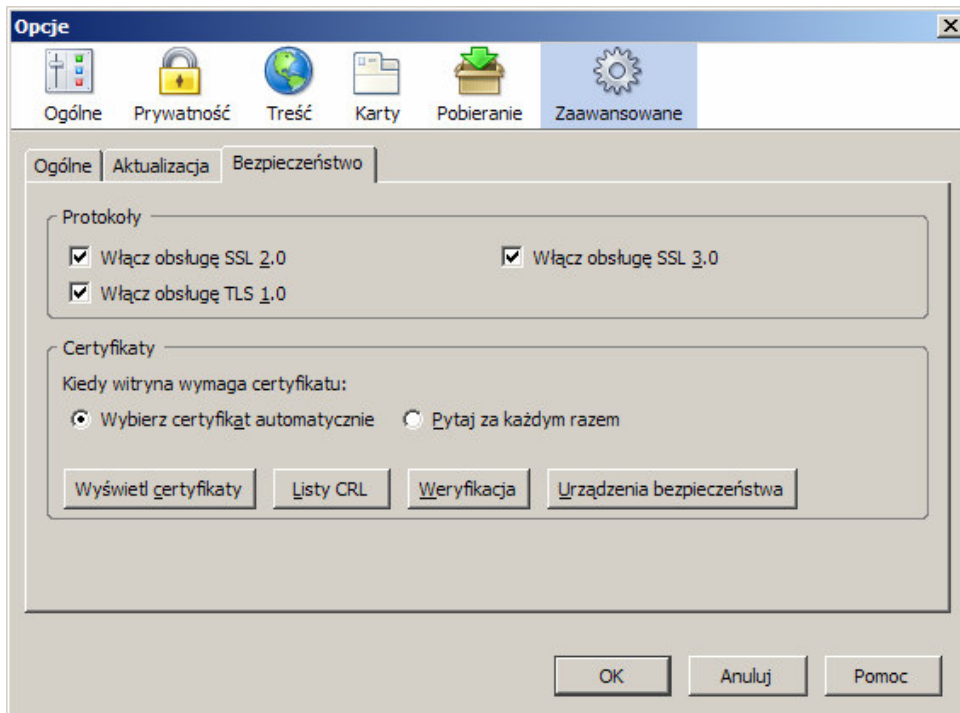 Opcje
Ogólne Prywatność Treść Karty Pobieranie Zaawansowane
Ogólne Aktualizacja Bezpieczeństwo
Protokoły
Włącz obsługę SSL 2.0 Włącz obsługę SSL 3.0
Włącz obsługę TLS 1.0
Certyfikaty
Kiedy witryna wymaga certyfikatu:
Wybierz certyfikat automatycznie Pytaj za każdym razem
Wyświetl certyfikaty Listy CRL Weryfikacja Urządzenia bezpieczeństwa
OK Anuluj Pomoc